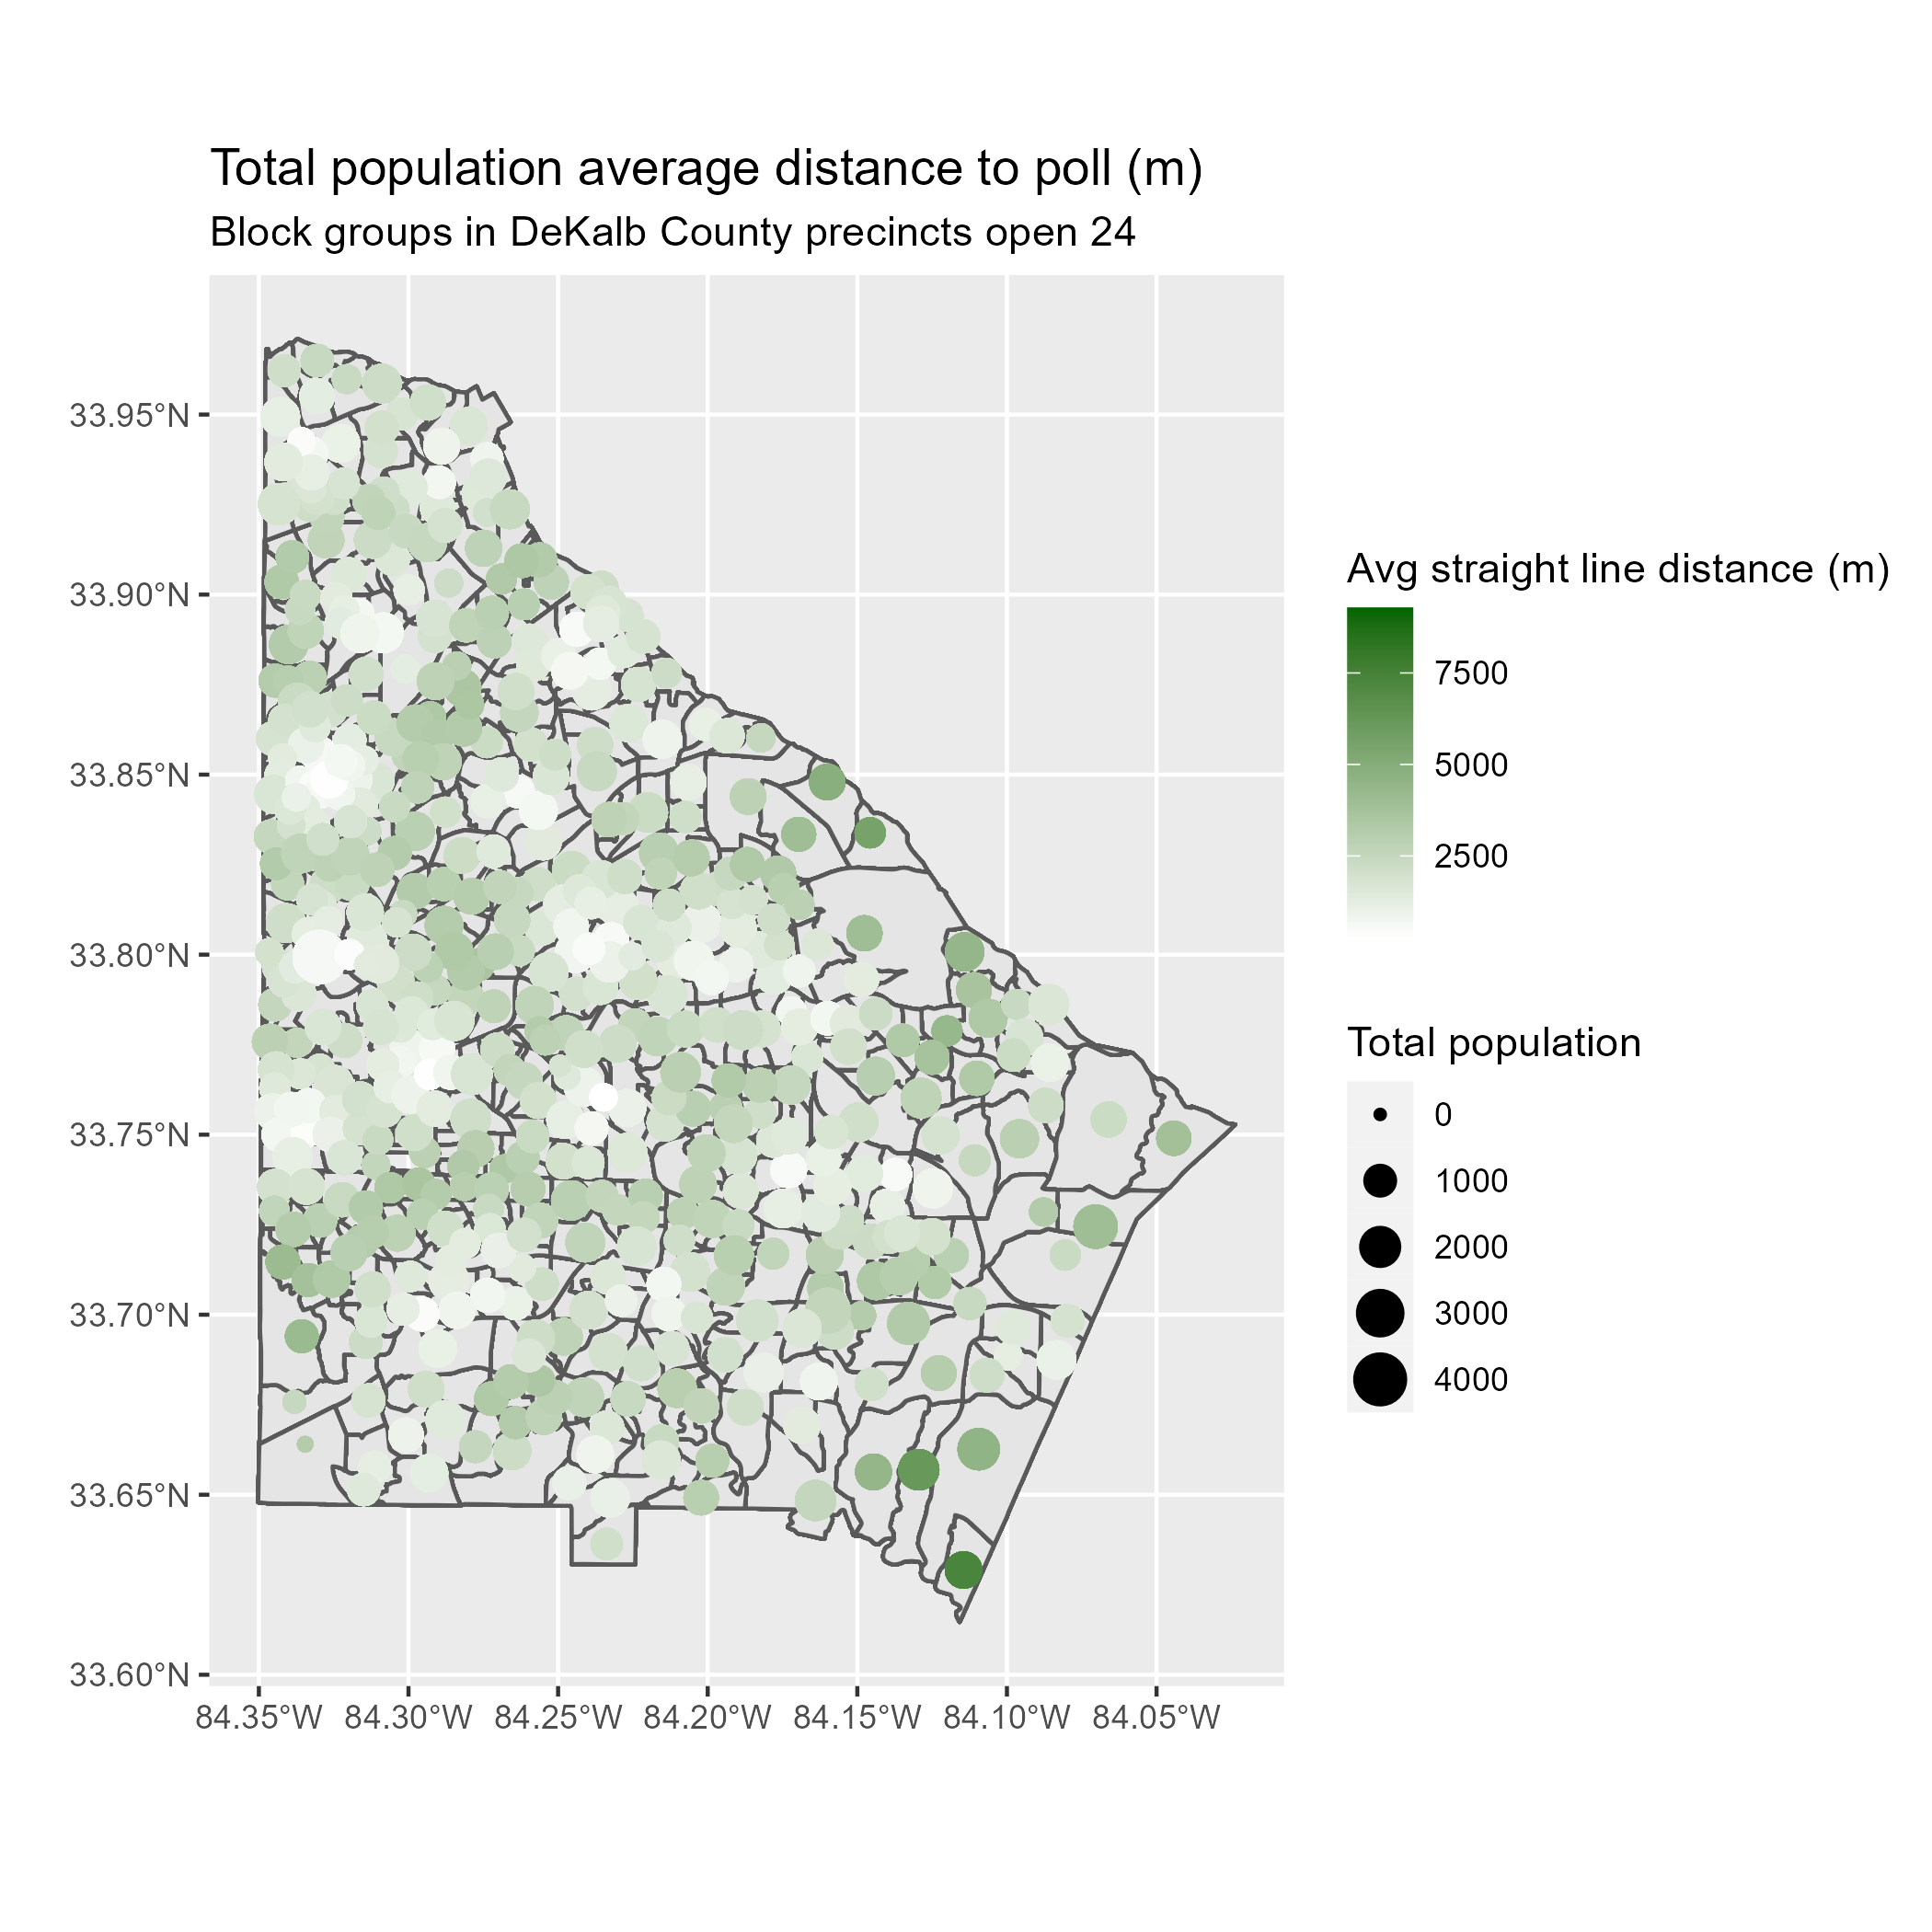 Total population average distance to poll (m)
Block groups in DeKalb County precincts open 24
33.95°N
33.90°N
33.85°N
33.80°N
33.75°N
33.70°N
33.65°N
33.60°N
84.35°W 84.30°W 84.25°W 84.20°W 84.15°W 84.10°W 84.05°W
Avg straight line distance (m)
7500
5000
2500
Total population
0
1000
2000
3000
4000